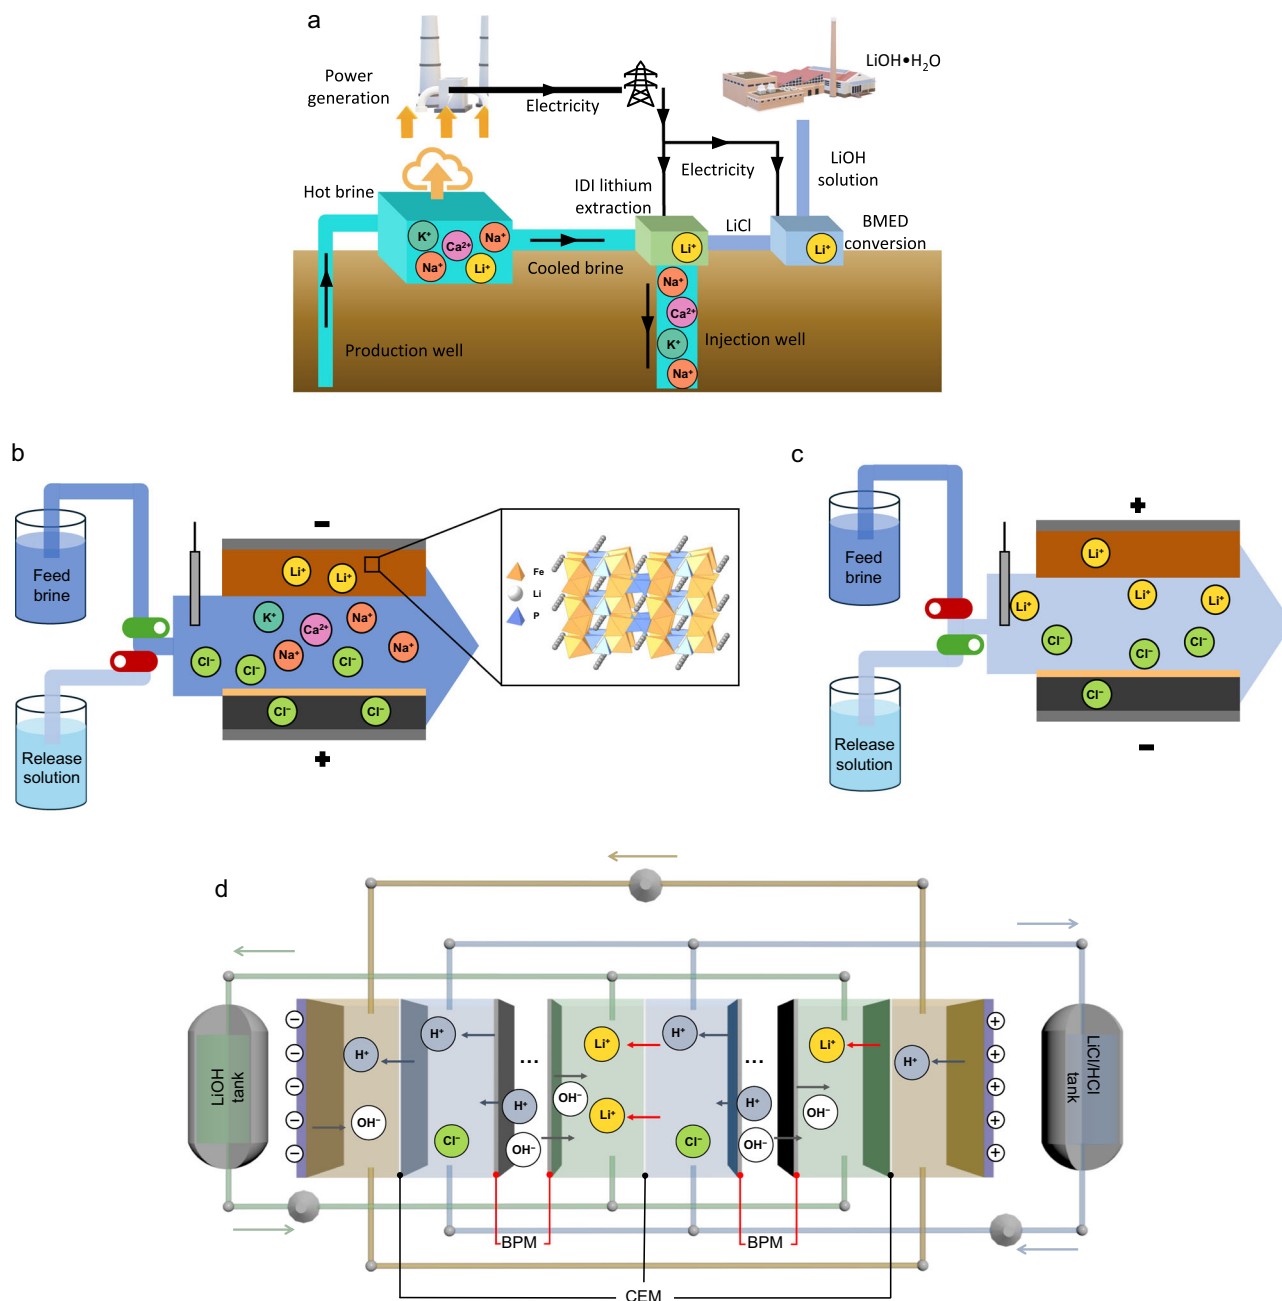 a
Power
generation
Electricity
LiOH•H₂O
Hot brine
IDI lithium
extraction
Electricity
LiOH
solution
K⁺
Ca²⁺
Na⁺
Na⁺
Li⁺
Cooled brine
Li⁺
LiCl
Li⁺
BMED
conversion
Production well
Na⁺
Ca²⁺
K⁺
Na⁺
Injection well
b
Feed
brine
Release
solution
−
Li⁺
Li⁺
K⁺
Ca²⁺
Na⁺
Na⁺
Na⁺
Cl⁻
Cl⁻
Cl⁻
Cl⁻
Cl⁻
+
Fe
Li
P
c
Feed
brine
Release
solution
+
Li⁺
Li⁺
Li⁺
Li⁺
Cl⁻
Cl⁻
Cl⁻
Cl⁻
−
d
LiOH
tank
− − − − −
H⁺
OH⁻
H⁺
Cl⁻
...
H⁺
OH⁻
OH⁻
Li⁺
Li⁺
H⁺
Cl⁻
...
H⁺
OH⁻
OH⁻
Li⁺
H⁺
+ + + + +
LiCl/HCl
tank
BPM
BPM
CEM